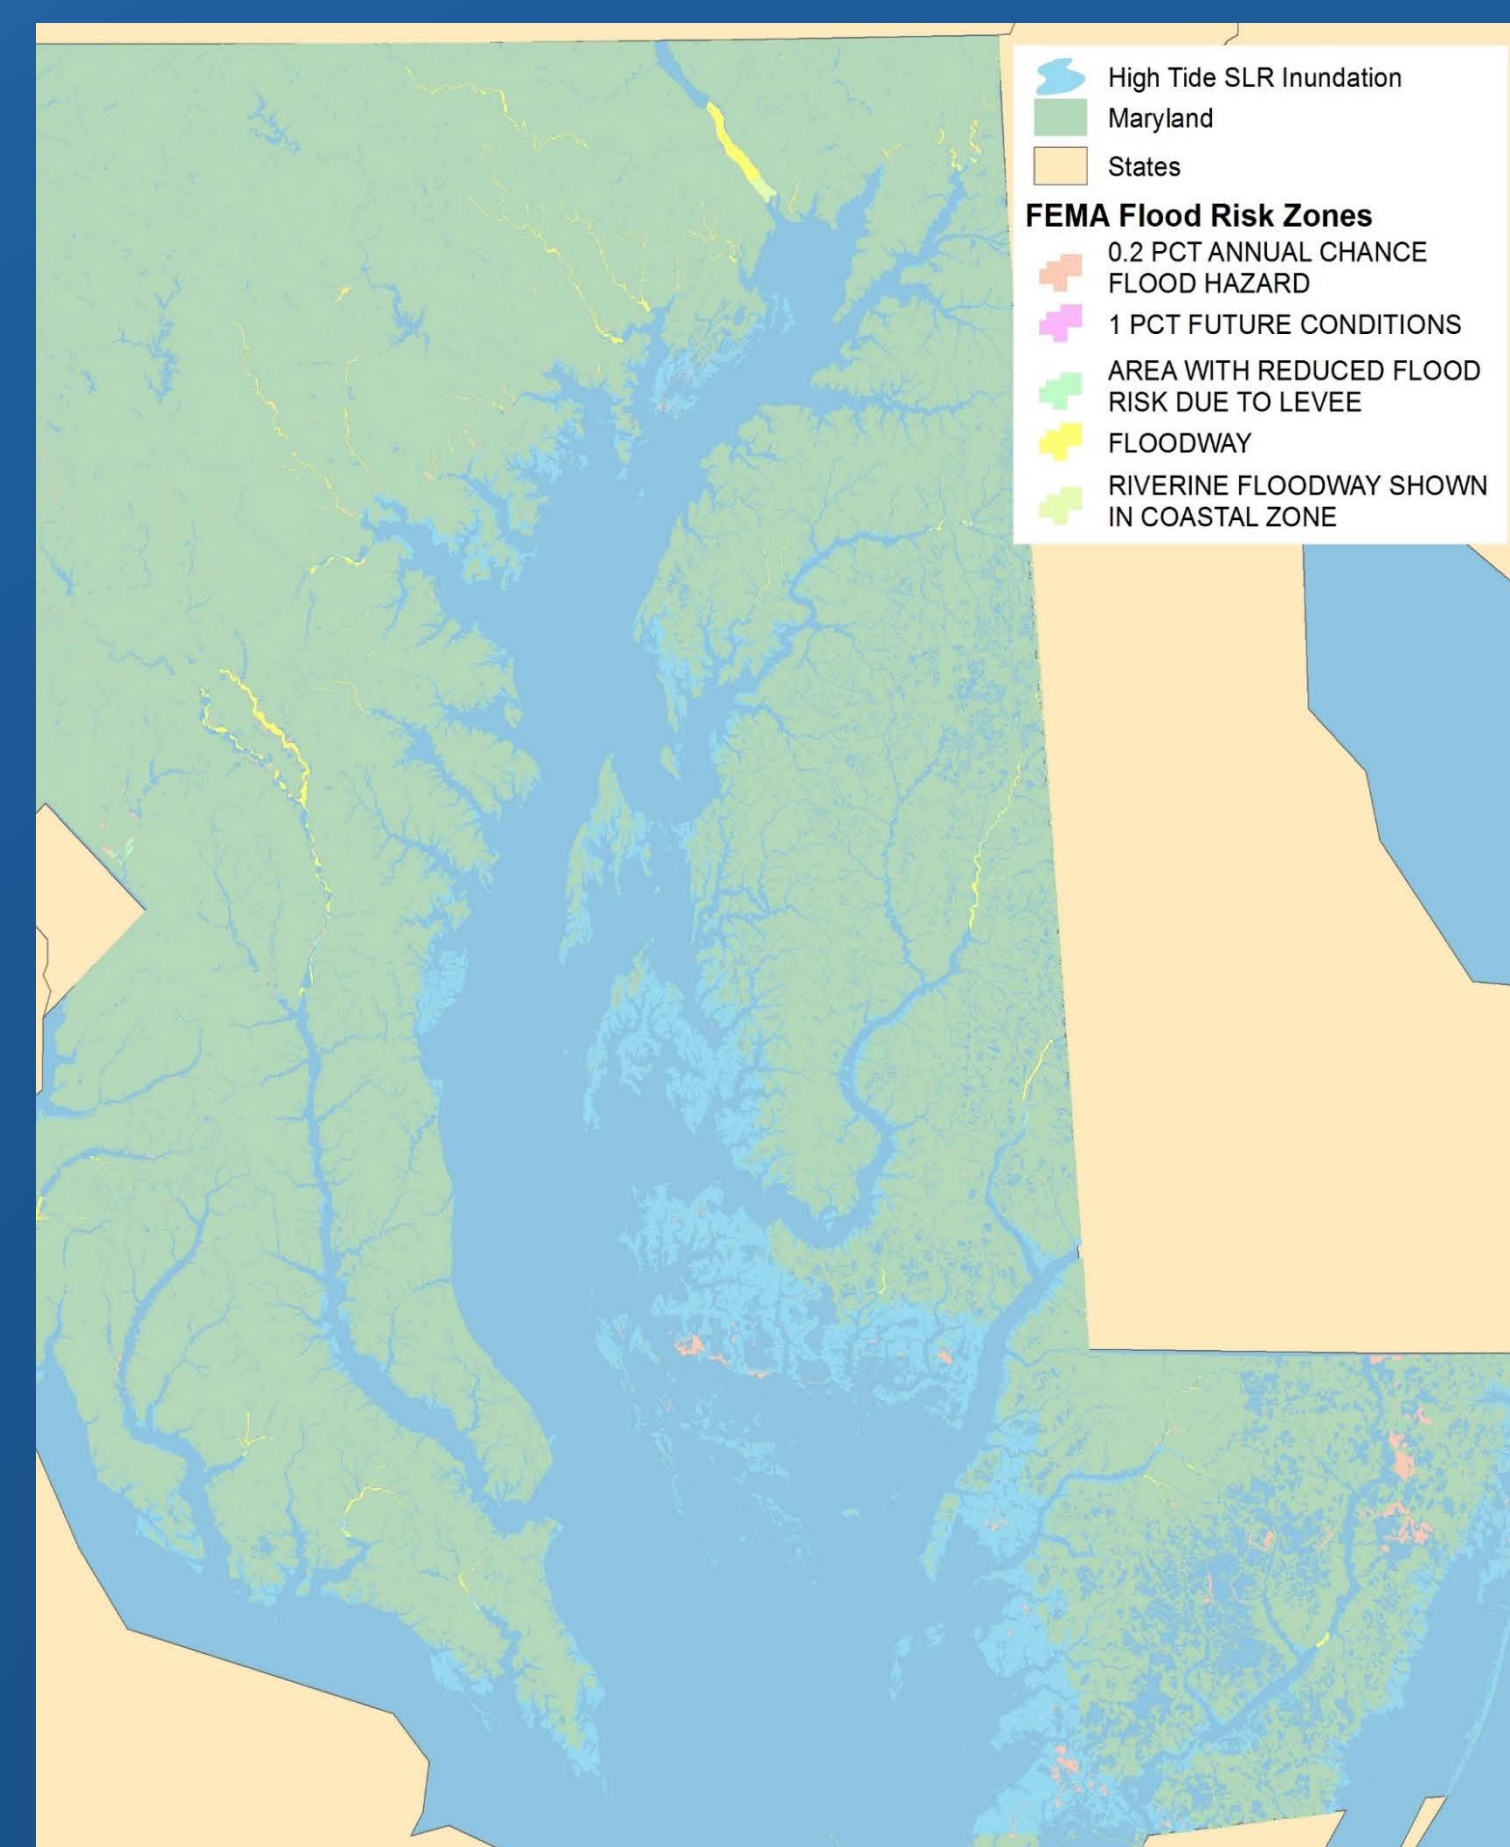 High Tide SLR Inundation
Maryland
States
FEMA Flood Risk Zones
0.2 PCT ANNUAL CHANCE
FLOOD HAZARD
1 PCT FUTURE CONDITIONS
AREA WITH REDUCED FLOOD
RISK DUE TO LEVEE
FLOODWAY
RIVERINE FLOODWAY SHOWN
IN COASTAL ZONE